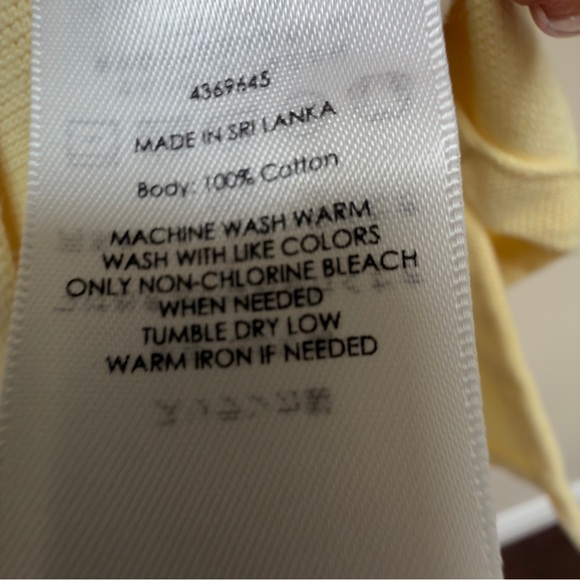 4369645
MADE IN SRI LANKA
Body: 100% Cotton
MACHINE WASH WARM
WASH WITH LIKE COLORS
ONLY NON-CHLORINE BLEACH
WHEN NEEDED
TUMBLE DRY LOW
WARM IRON IF NEEDED